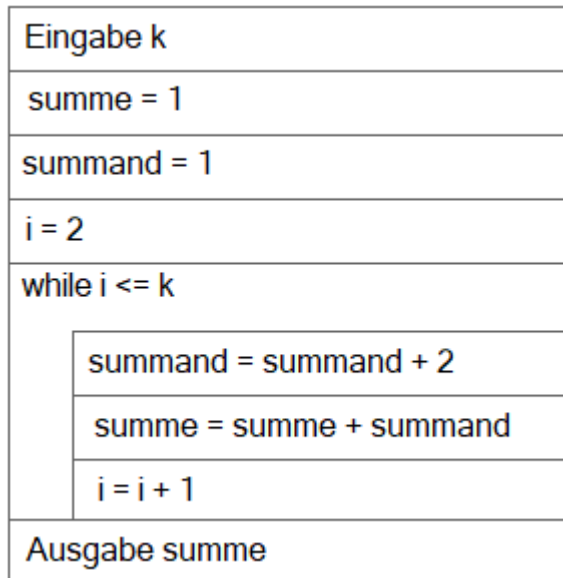 Eingabe k
summe = 1
summand = 1
i = 2
while i <= k
summand = summand + 2
summe = summe + summand
i = i + 1
Ausgabe summe